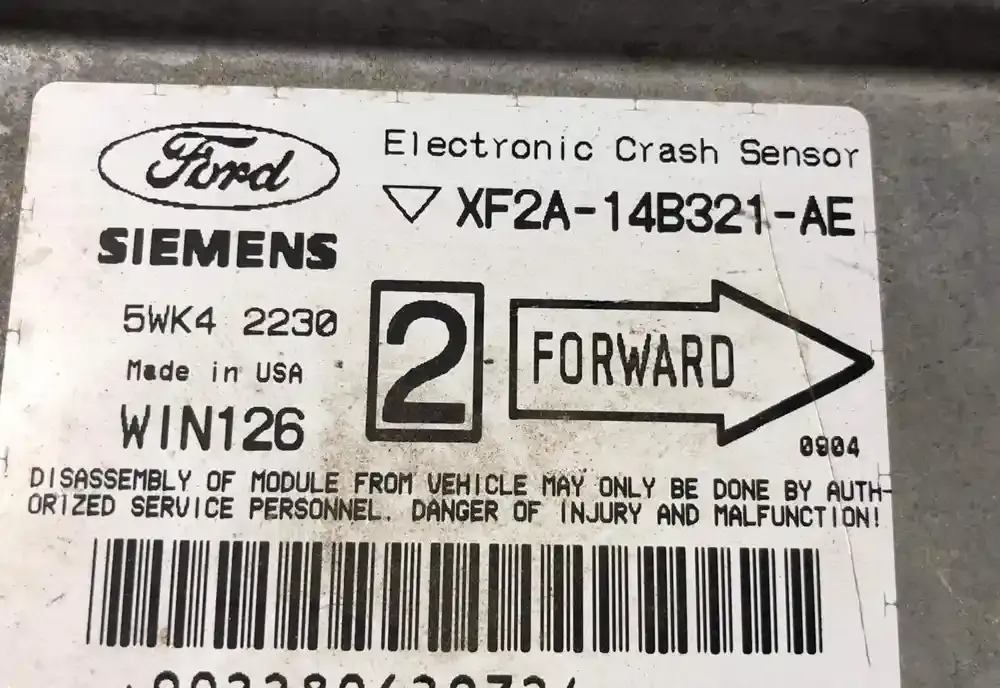 Ford
Electronic Crash Sensor
XF2A-14B321-AE
SIEMENS
5WK4 2230
2
FORWARD
Made in USA
WIN126
0904
DISASSEMBLY OF MODULE FROM VEHICLE MAY ONLY BE DONE BY AUTH-
ORIZED SERVICE PERSONNEL. DANGER OF INJURY AND MALFUNCTION!